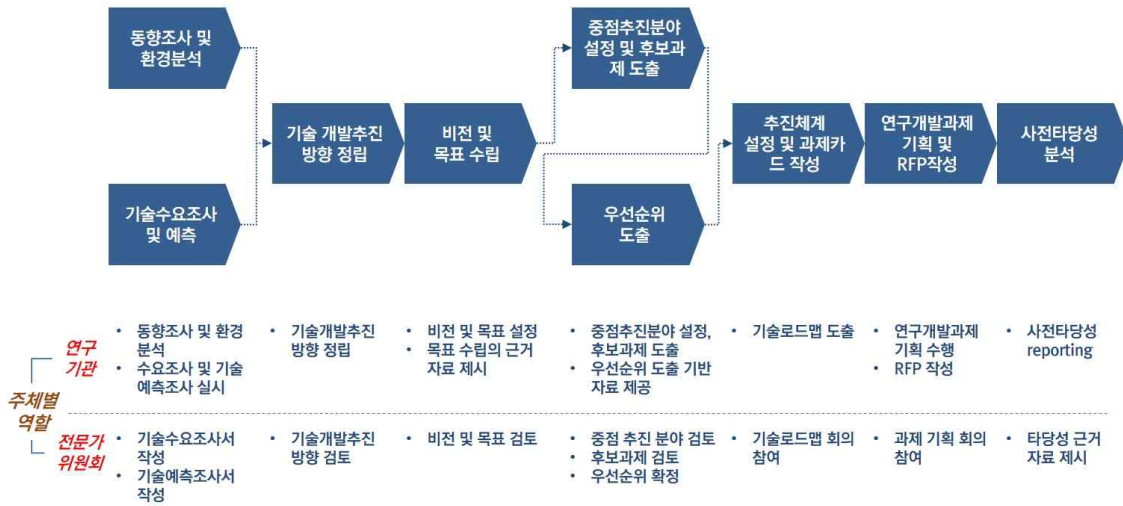 동향조사 및
환경분석
기술수요조사
및 예측
기술 개발추진
방향 정립
비전 및
목표 수립
중점추진분야
설정 및 후보과
제 도출
우선순위
도출
추진체계
설정 및 과제카
드 작성
연구개발과제
기획 및
RFP작성
사전타당성
분석
주체별
역할
연구
기관
• 동향조사 및 환경
분석
• 수요조사 및 기술
예측조사 실시
• 기술개발추진
방향 정립
• 비전 및 목표 설정
• 목표 수립의 근거
자료 제시
• 중점추진분야 설정,
후보과제 도출
• 우선순위 도출 기반
자료 제공
• 기술로드맵 도출
• 연구개발과제
기획 수행
• RFP 작성
• 사전타당성
reporting
전문가
위원회
• 기술수요조사서
작성
• 기술예측조사서
작성
• 기술개발추진
방향 검토
• 비전 및 목표 검토
• 중점 추진 분야 검토
• 후보과제 검토
• 우선순위 확정
• 기술로드맵 회의
참여
• 과제 기획 회의
참여
• 타당성 근거
자료 제시